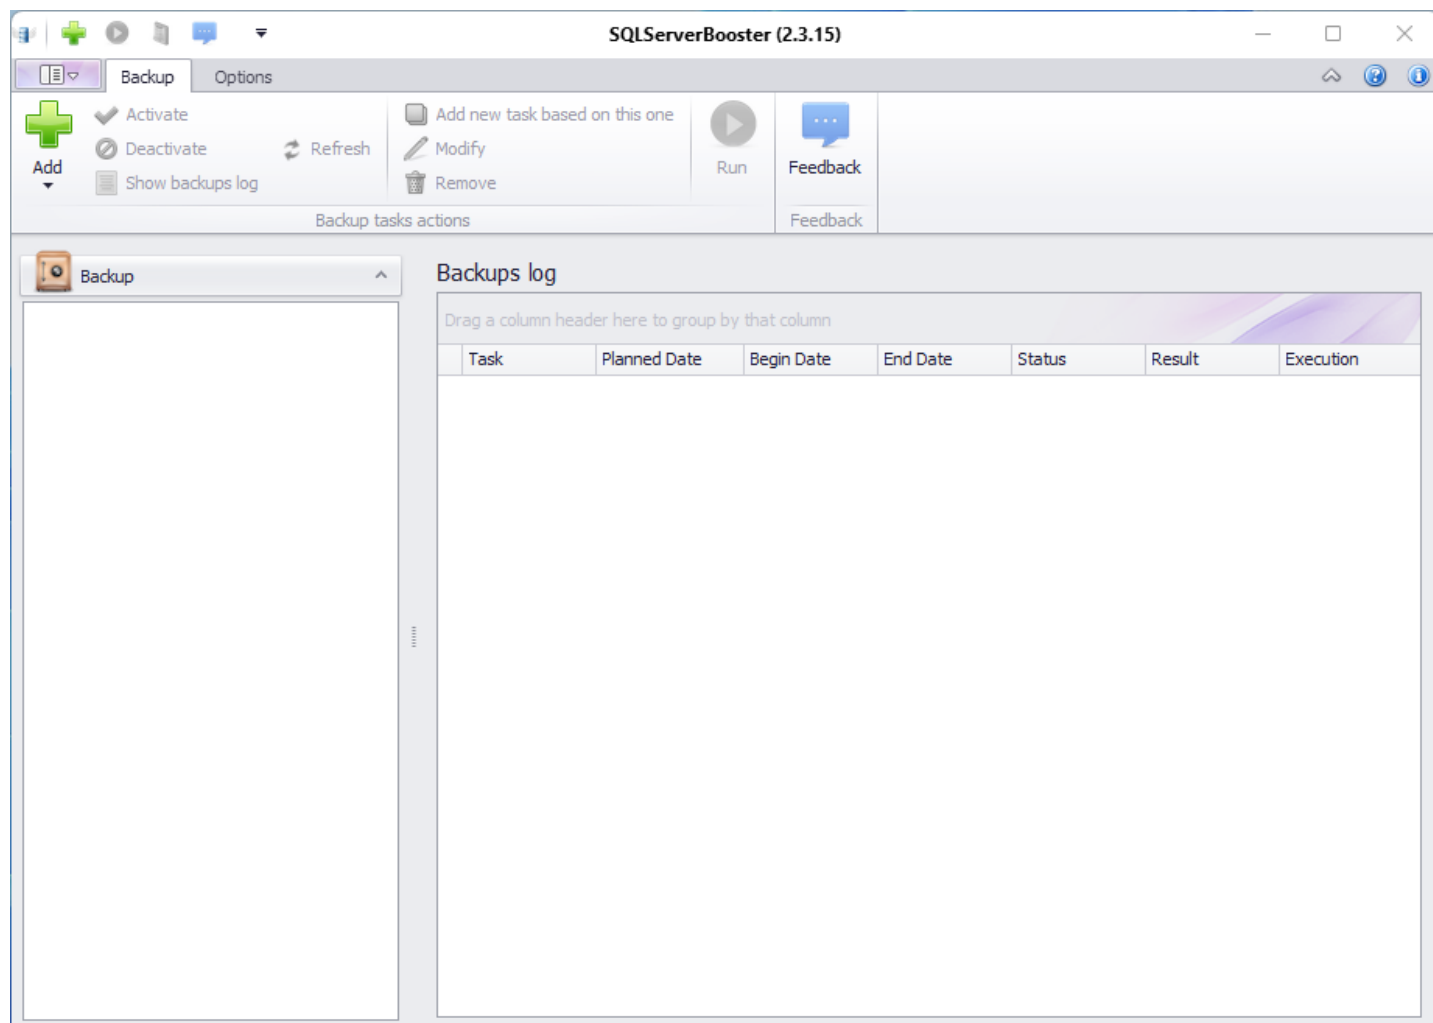 SQLServerBooster (2.3.15)
Backup Options
Add
Activate
Deactivate
Show backups log
Refresh
Add new task based on this one
Modify
Remove
Run
Backup tasks actions
Feedback
Feedback
Backup
Backups log
Drag a column header here to group by that column
Task Planned Date Begin Date End Date Status Result Execution